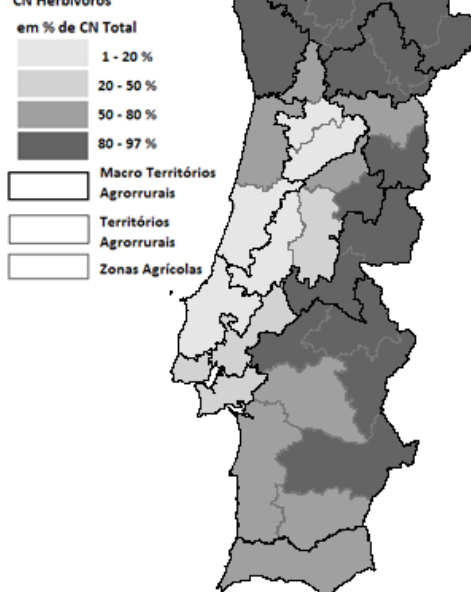 CN Herbívoros
em % de CN Total
1 - 20 %
20 - 50 %
50 - 80 %
80 - 97 %
Macro Territórios
Agrorrurais
Territórios
Agrorrurais
Zonas Agrícolas